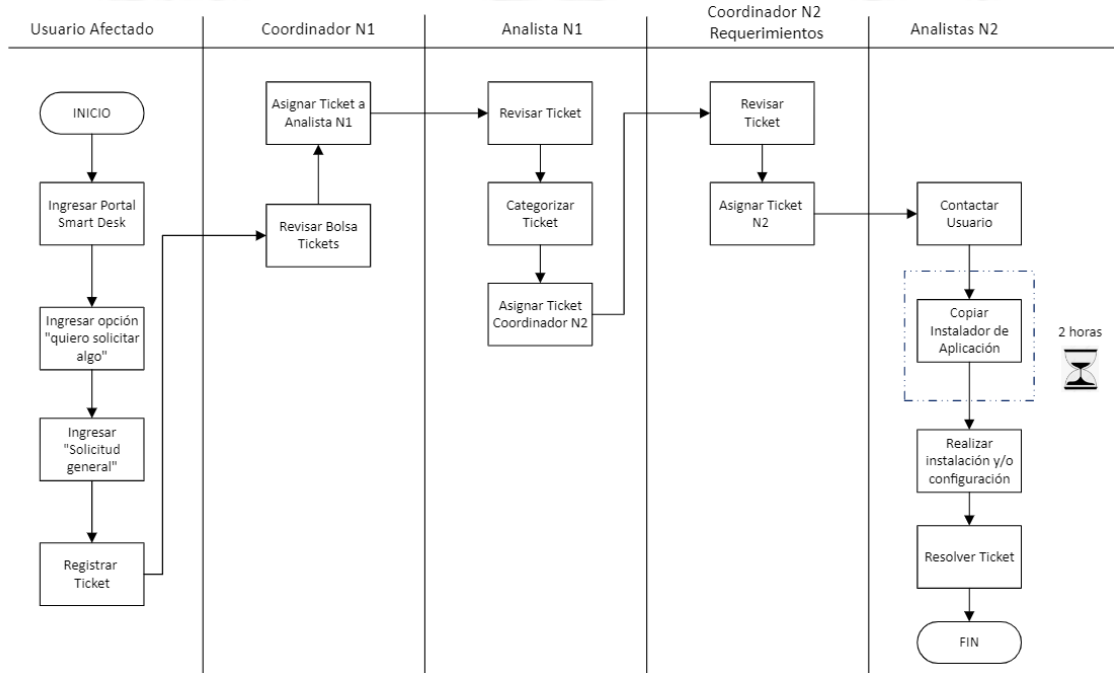 Usuario Afectado
Coordinador N1
Analista N1
Coordinador N2
Requerimientos
Analistas N2
INICIO
Ingresar Portal
Smart Desk
Ingresar opción
"quiero solicitar
algo"
Ingresar
"Solicitud
general"
Registrar
Ticket
Asignar Ticket a
Analista N1
Revisar Bolsa
Tickets
Revisar Ticket
Categorizar
Ticket
Asignar Ticket
Coordinador N2
Revisar
Ticket
Asignar Ticket
N2
Contactar
Usuario
Copiar
Instalador de
Aplicación
2 horas
Realizar
instalación y/o
configuración
Resolver Ticket
FIN